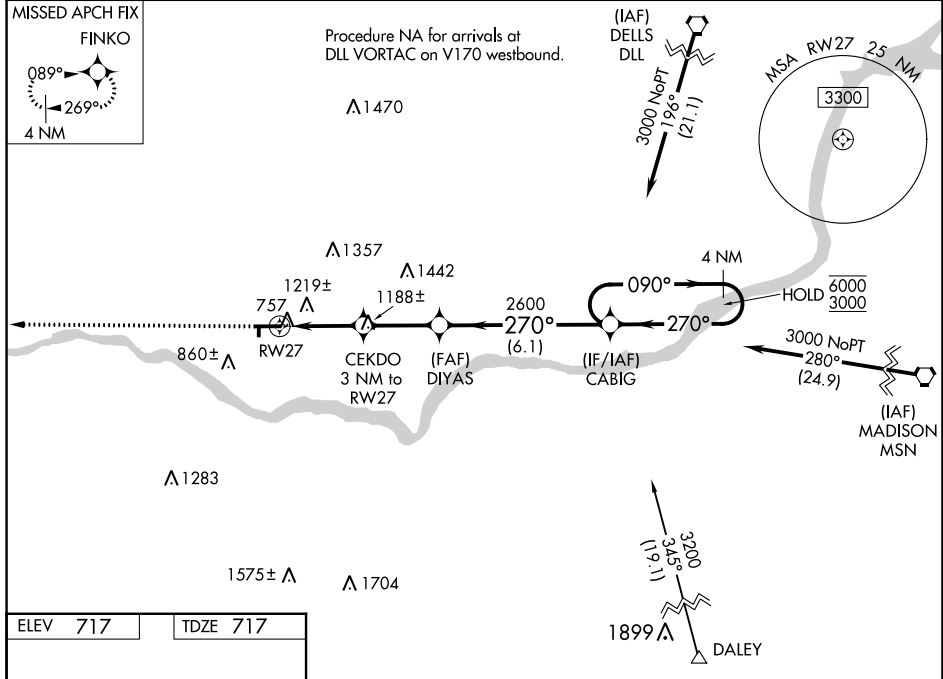 MISSED APCH FIX
FINKO
089°
269°
4 NM
Procedure NA for arrivals at
DLL VORTAC on V170 westbound.
(IAF)
DELLS
DLL
3000 NoPT
196°
(21.1)
MSA RW27 25 NM
3300
1470
1357
1442
1219±
1188±
757
860±
RW27
CEKDO
3 NM to
RW27
(FAF)
DIYAS
2600
270°
(6.1)
(IF/IAF)
CABIG
090°
270°
4 NM
HOLD 6000
3000
3000 NoPT
280°
(24.9)
(IAF)
MADISON
MSN
1283
1575±
1704
3200
345°
(19.1)
1899
DALEY
ELEV 717
TDZE 717